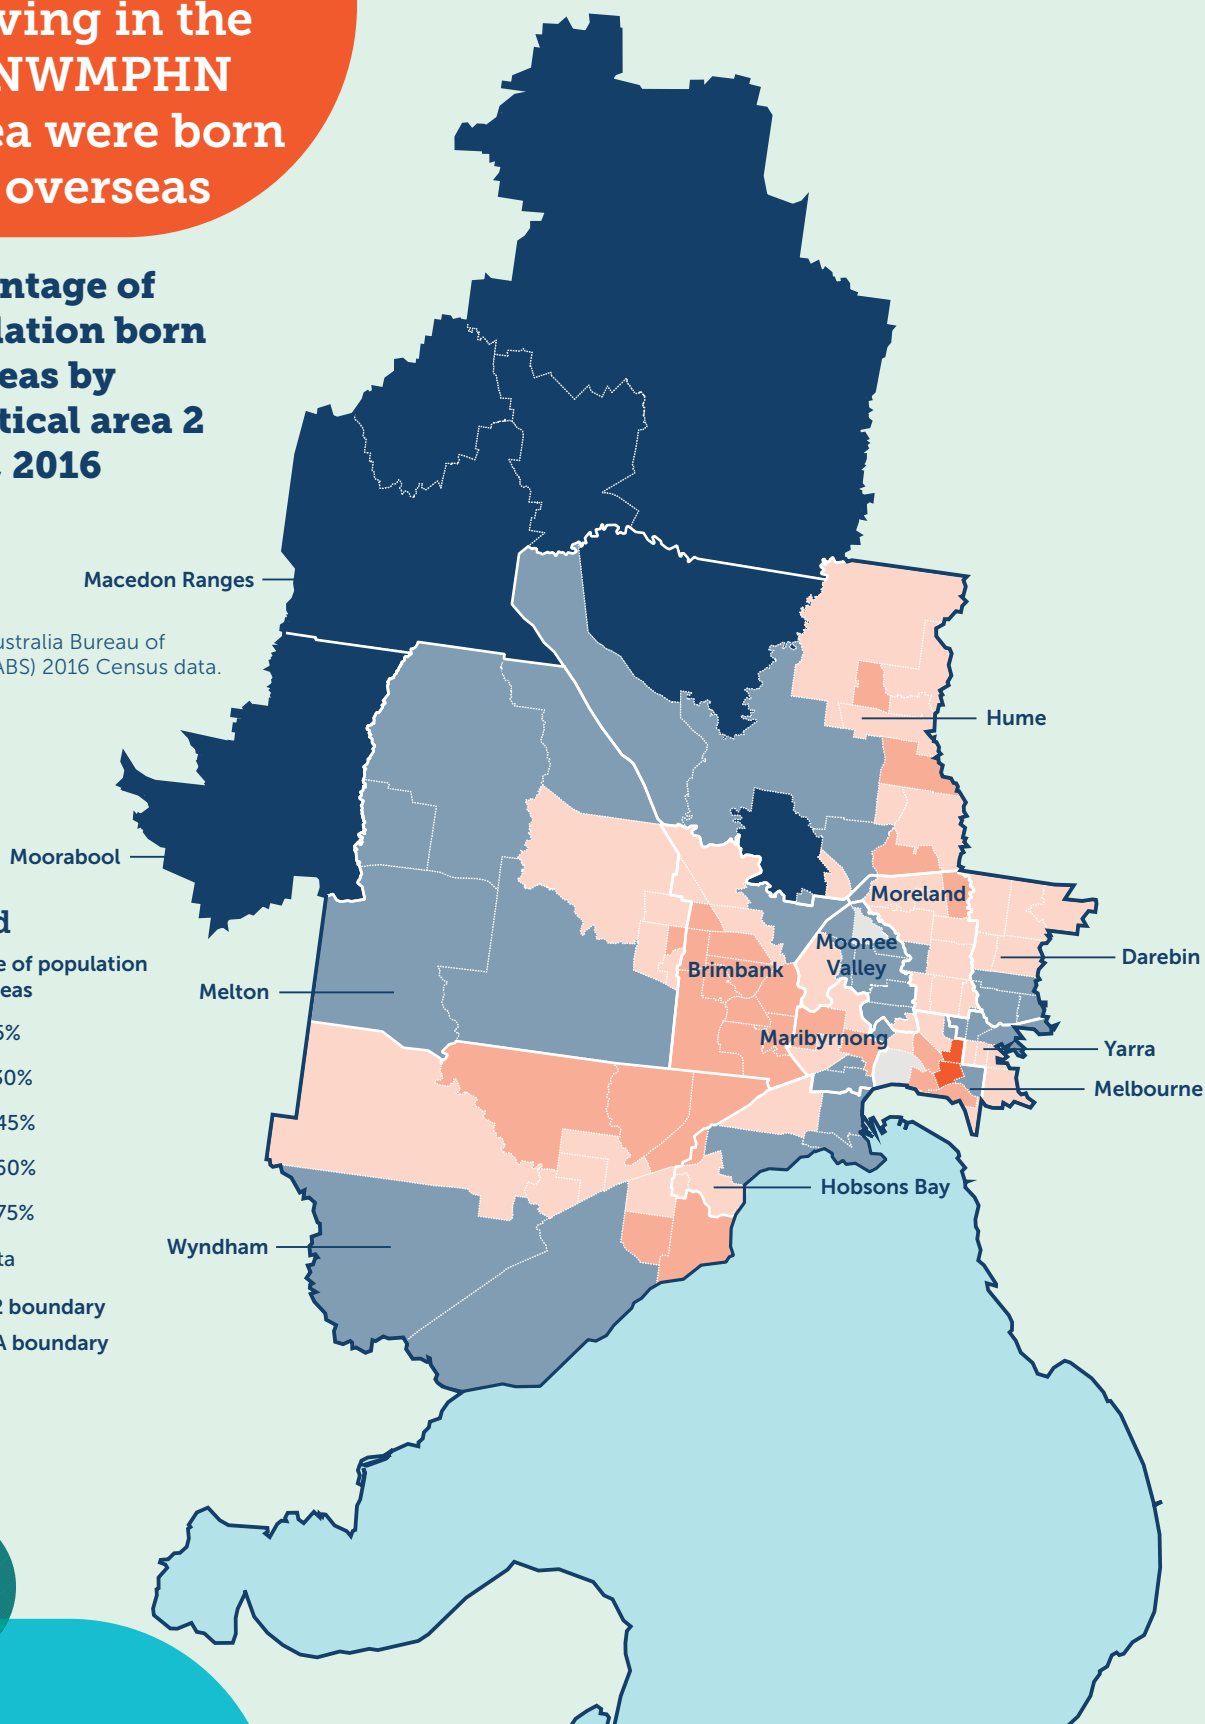 ving in the
NWMPHN
ea were born
overseas
ntage of
lation born
eas by
tical area 2
2016
Macedon Ranges
ustralia Bureau of
ABS) 2016 Census data.
Hume
Moorabool
Moreland
d
Moonee
Valley
e of population
eas
Brimbank
Darebin
Melton
5%
Maribyrnong
Yarra
30%
Melbourne
45%
60%
Hobsons Bay
75%
Wyndham
ta
2 boundary
A boundary